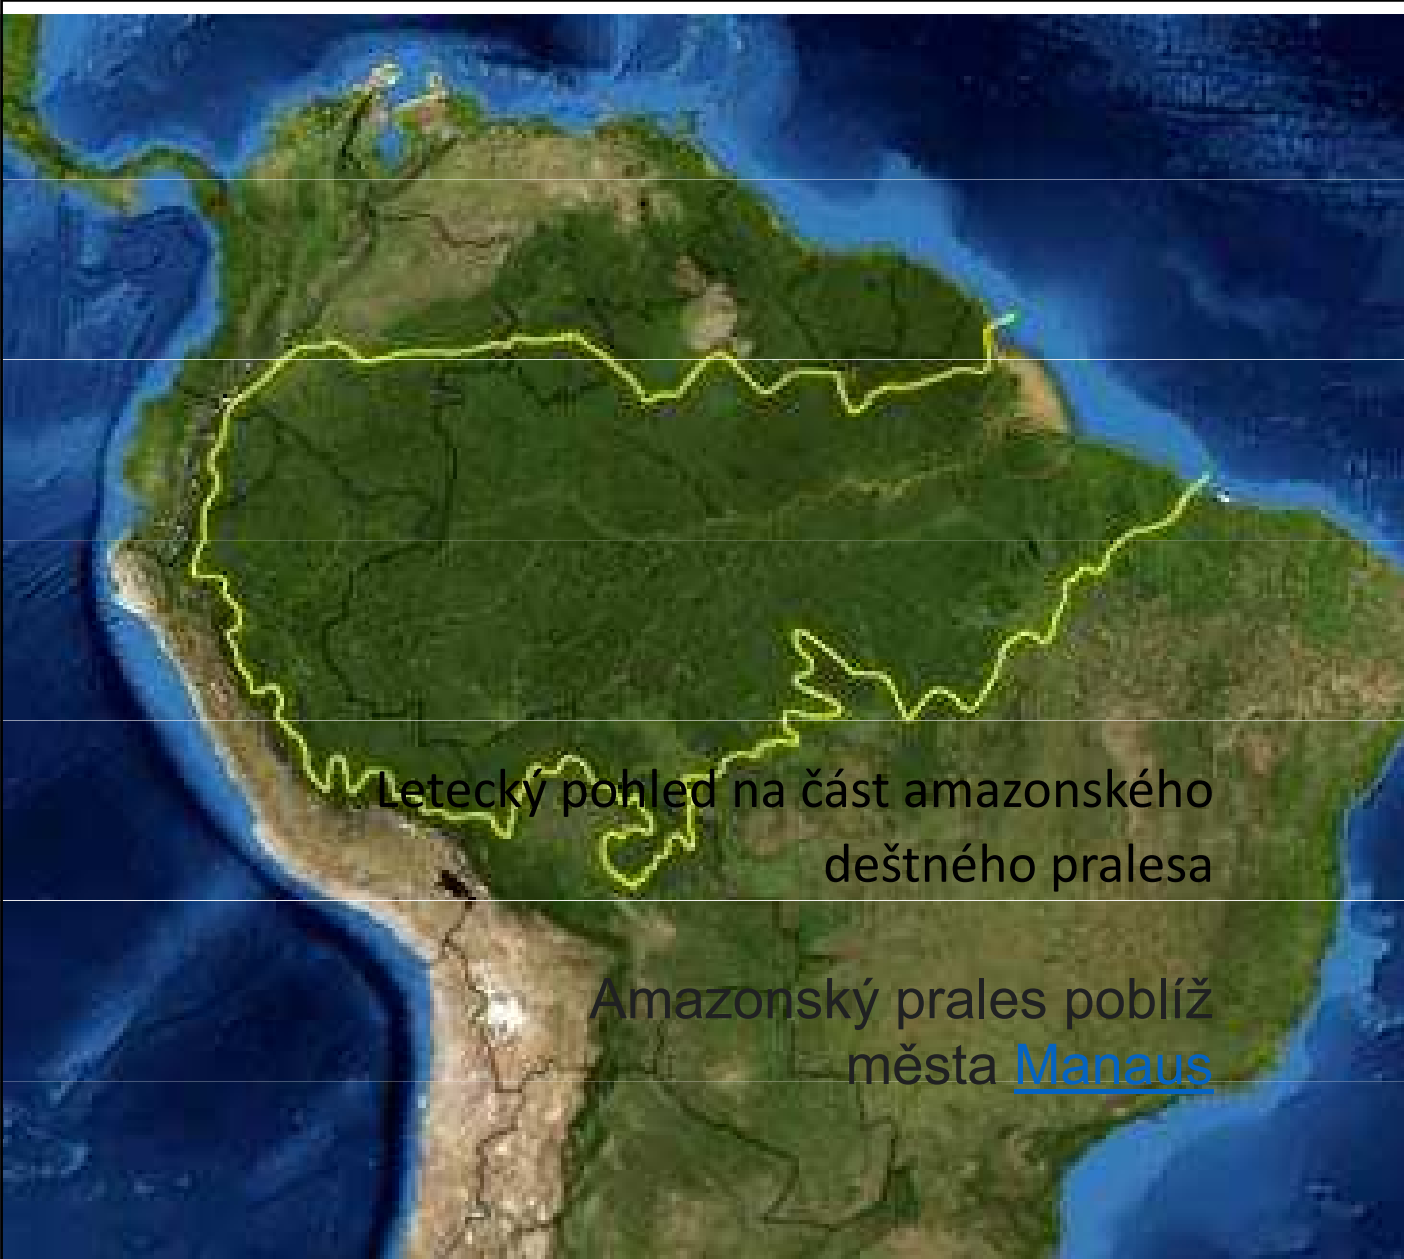 Letecký pohled na část amazonského
deštného pralesa
Amazonský prales poblíž
města Manaus